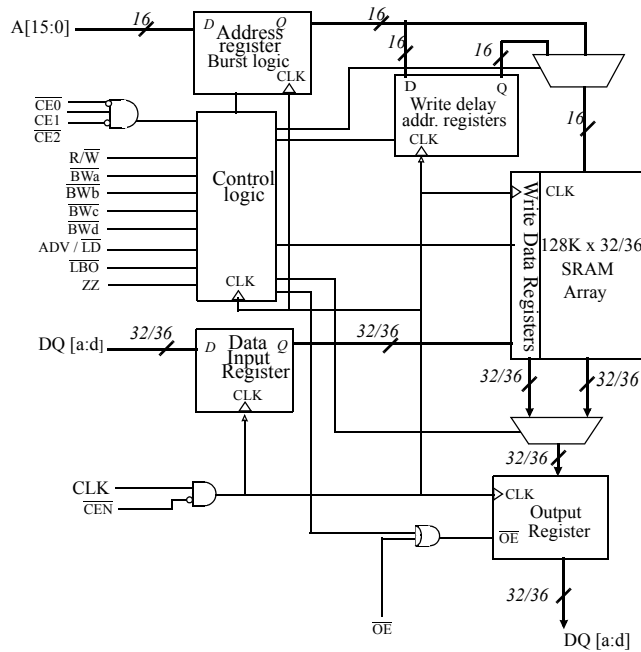 A[15:0]
16
D Address Q
register
Burst logic
CLK
16
16
16
D Q
Write delay
addr. registers
CLK
16
CE0
CE1
CE2
R/W
BWa
BWb
BWc
BWd
ADV / LD
LBO
ZZ
Control
logic
CLK
Write Data Registers
CLK
128K x 32/36
SRAM
Array
DQ [a:d]
32/36
D Data Q
Input
Register
CLK
32/36
32/36
32/36
32/36
CLK
CEN
CLK
Output
Register
OE
OE
32/36
DQ [a:d]